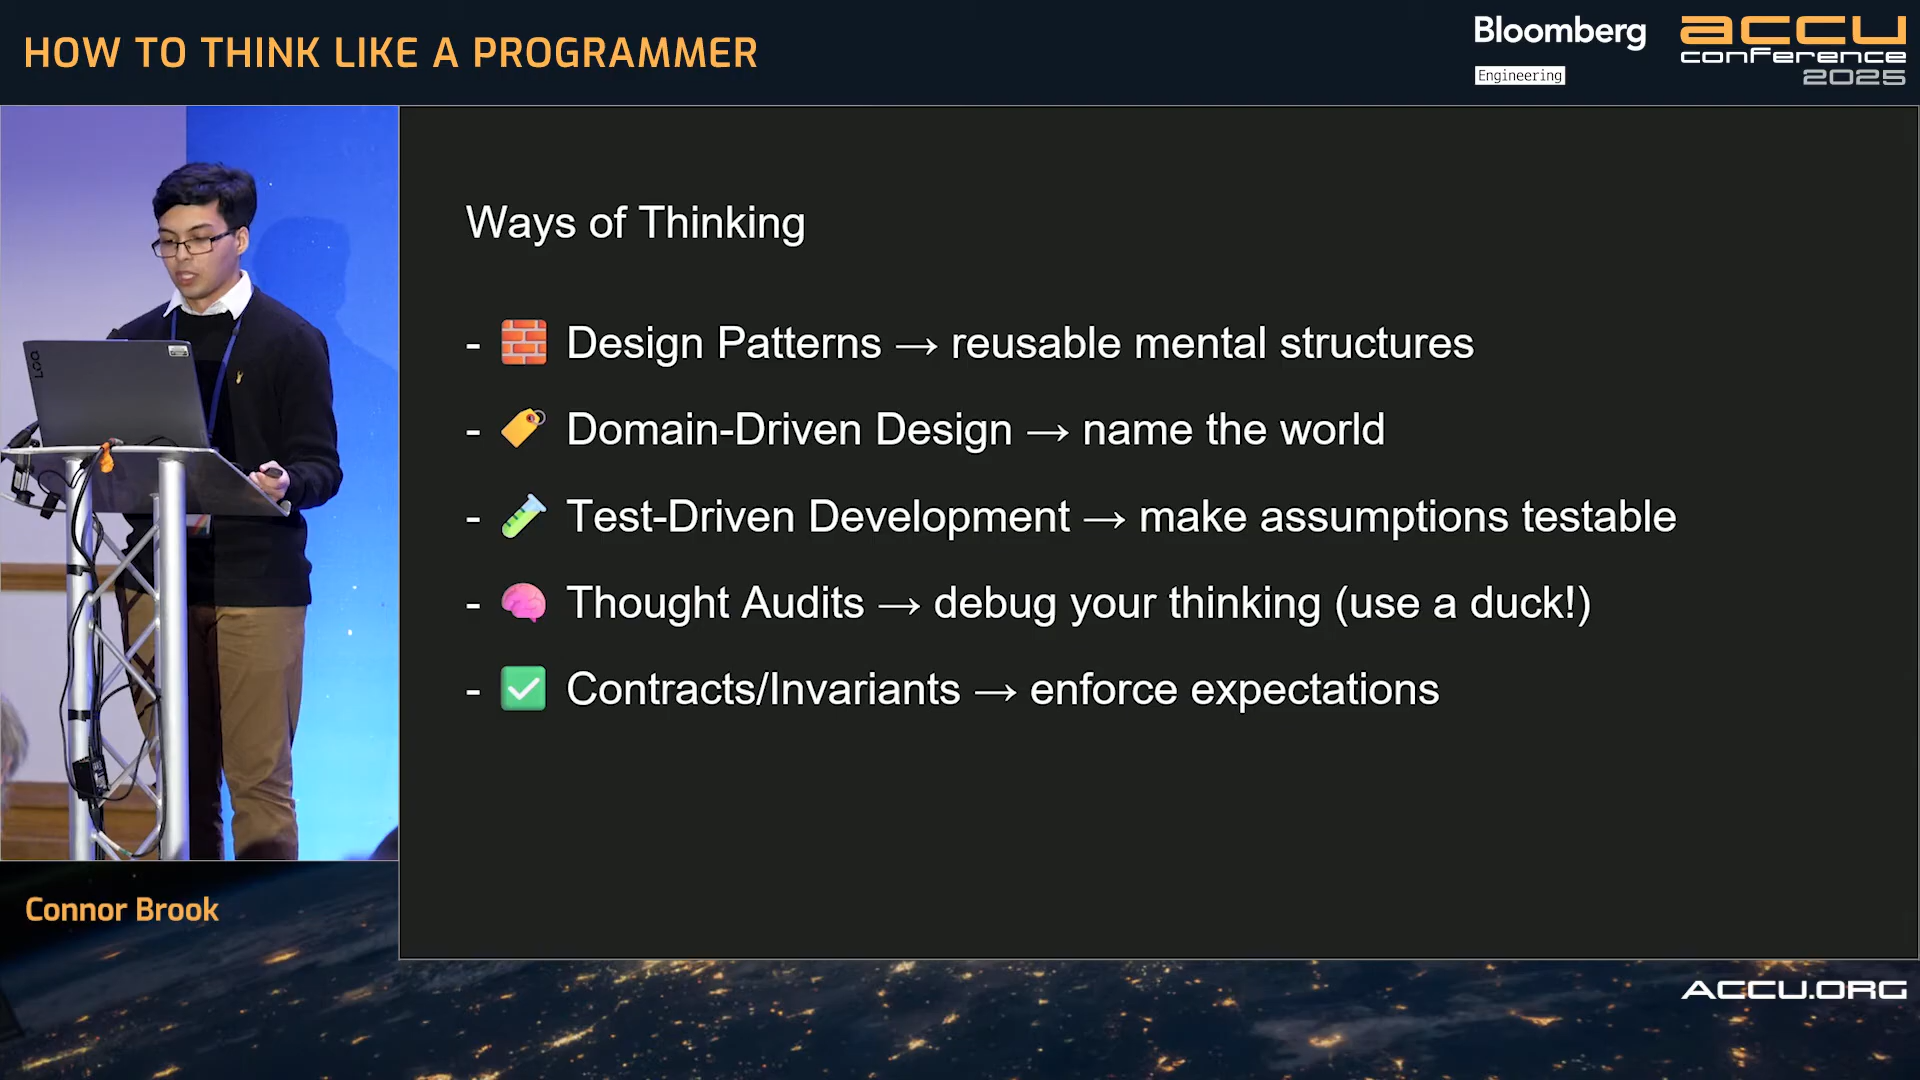 HOW TO THINK LIKE A PROGRAMMER
Bloomberg
Engineering
accu
conference
2025
Ways of Thinking
- 🧱 Design Patterns → reusable mental structures
- 🏷️ Domain-Driven Design → name the world
- 🧪 Test-Driven Development → make assumptions testable
- 🧠 Thought Audits → debug your thinking (use a duck!)
- ✅ Contracts/Invariants → enforce expectations
LOQ
Connor Brook
ACCU.ORG